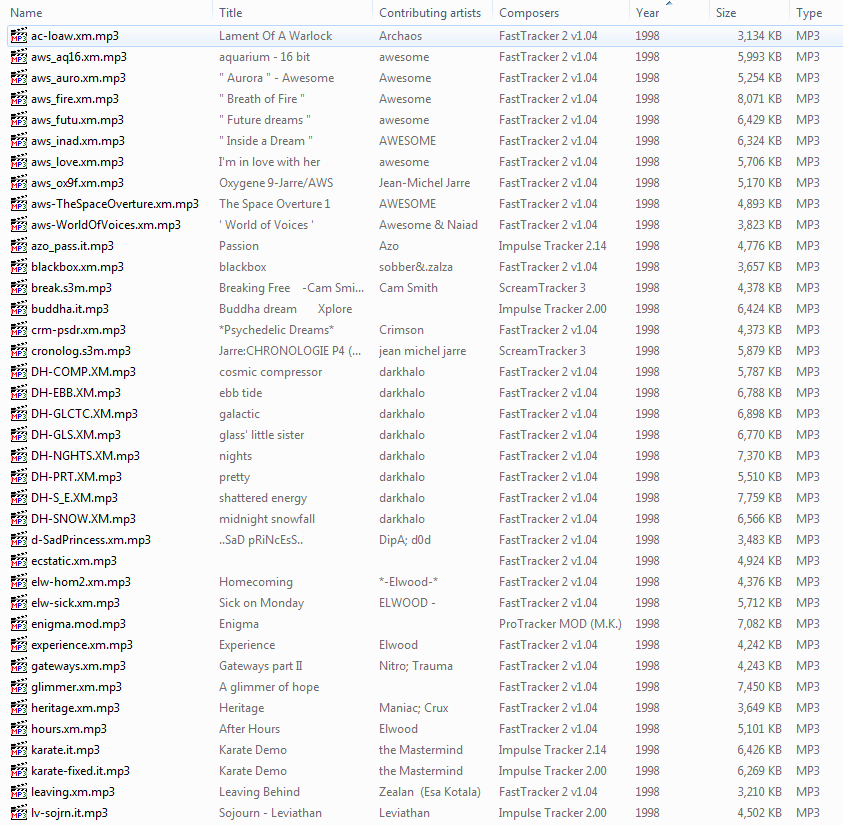 Name Title Contributing artists Composers Year Size Type
ac-loaw.xm.mp3 Lament Of A Warlock Archaos FastTracker 2 v1.04 1998 3,134 KB MP3
aws_aq16.xm.mp3 aquarium - 16 bit awesome FastTracker 2 v1.04 1998 5,993 KB MP3
aws_auro.xm.mp3 " Aurora " - Awesome Awesome FastTracker 2 v1.04 1998 5,254 KB MP3
aws_fire.xm.mp3 " Breath of Fire " Awesome FastTracker 2 v1.04 1998 8,071 KB MP3
aws_futu.xm.mp3 " Future dreams " awesome FastTracker 2 v1.04 1998 6,429 KB MP3
aws_inad.xm.mp3 " Inside a Dream " AWESOME FastTracker 2 v1.04 1998 6,324 KB MP3
aws_love.xm.mp3 I'm in love with her awesome FastTracker 2 v1.04 1998 5,706 KB MP3
aws_ox9f.xm.mp3 Oxygene 9-Jarre/AWS Jean-Michel Jarre FastTracker 2 v1.04 1998 5,170 KB MP3
aws-TheSpaceOverture.xm.mp3 The Space Overture 1 AWESOME FastTracker 2 v1.04 1998 4,893 KB MP3
aws-WorldOfVoices.xm.mp3 ' World of Voices ' Awesome & Naiad FastTracker 2 v1.04 1998 3,823 KB MP3
azo_pass.it.mp3 Passion Azo Impulse Tracker 2.14 1998 4,776 KB MP3
blackbox.xm.mp3 blackbox sobber&.zalza FastTracker 2 v1.04 1998 3,657 KB MP3
break.s3m.mp3 Breaking Free -Cam Smi... Cam Smith ScreamTracker 3 1998 4,378 KB MP3
buddha.it.mp3 Buddha dream Xplore Impulse Tracker 2.00 1998 6,424 KB MP3
crm-psdr.xm.mp3 *Psychedelic Dreams* Crimson FastTracker 2 v1.04 1998 4,373 KB MP3
cronolog.s3m.mp3 Jarre:CHRONOLOGIE P4 (... jean michel jarre ScreamTracker 3 1998 5,879 KB MP3
DH-COMP.XM.mp3 cosmic compressor darkhalo FastTracker 2 v1.04 1998 5,787 KB MP3
DH-EBB.XM.mp3 ebb tide darkhalo FastTracker 2 v1.04 1998 6,788 KB MP3
DH-GLCTC.XM.mp3 galactic darkhalo FastTracker 2 v1.04 1998 6,898 KB MP3
DH-GLS.XM.mp3 glass' little sister darkhalo FastTracker 2 v1.04 1998 6,770 KB MP3
DH-NGHTS.XM.mp3 nights darkhalo FastTracker 2 v1.04 1998 7,370 KB MP3
DH-PRT.XM.mp3 pretty darkhalo FastTracker 2 v1.04 1998 5,510 KB MP3
DH-S_E.XM.mp3 shattered energy darkhalo FastTracker 2 v1.04 1998 7,759 KB MP3
DH-SNOW.XM.mp3 midnight snowfall darkhalo FastTracker 2 v1.04 1998 6,566 KB MP3
d-SadPrincess.xm.mp3 ..SaD pRiNcEsS.. DipA; d0d FastTracker 2 v1.04 1998 3,483 KB MP3
ecstatic.xm.mp3 FastTracker 2 v1.04 1998 4,924 KB MP3
elw-hom2.xm.mp3 Homecoming *-Elwood-* FastTracker 2 v1.04 1998 4,376 KB MP3
elw-sick.xm.mp3 Sick on Monday ELWOOD - FastTracker 2 v1.04 1998 5,712 KB MP3
enigma.mod.mp3 Enigma ProTracker MOD (M.K.) 1998 7,082 KB MP3
experience.xm.mp3 Experience Elwood FastTracker 2 v1.04 1998 4,242 KB MP3
gateways.xm.mp3 Gateways part II Nitro; Trauma FastTracker 2 v1.04 1998 4,243 KB MP3
glimmer.xm.mp3 A glimmer of hope FastTracker 2 v1.04 1998 7,450 KB MP3
heritage.xm.mp3 Heritage Maniac; Crux FastTracker 2 v1.04 1998 3,649 KB MP3
hours.xm.mp3 After Hours Elwood FastTracker 2 v1.04 1998 5,101 KB MP3
karate.it.mp3 Karate Demo the Mastermind Impulse Tracker 2.14 1998 6,426 KB MP3
karate-fixed.it.mp3 Karate Demo the Mastermind Impulse Tracker 2.00 1998 6,269 KB MP3
leaving.xm.mp3 Leaving Behind Zealan (Esa Kotala) FastTracker 2 v1.04 1998 3,210 KB MP3
lv-sojrn.it.mp3 Sojourn - Leviathan Leviathan Impulse Tracker 2.00 1998 4,502 KB MP3